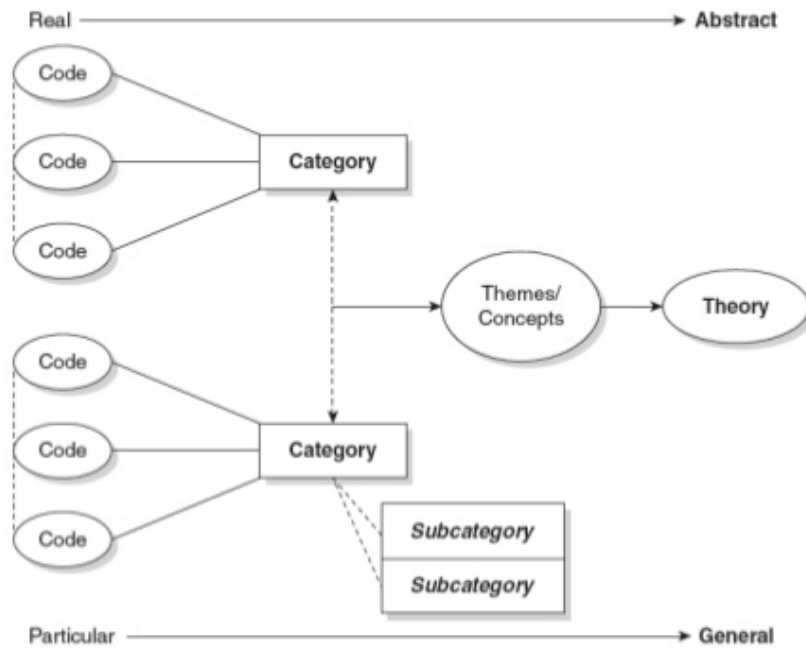 Real
Abstract
Code
Code
Code
Category
Themes/
Concepts
Theory
Code
Code
Code
Category
Subcategory
Subcategory
Particular
General